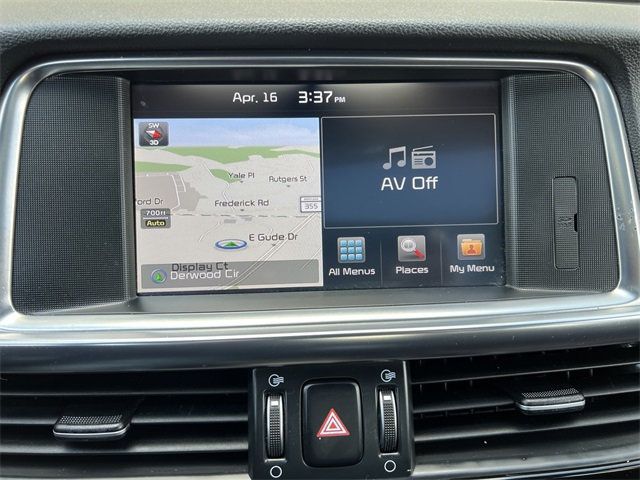 Apr. 16 3:37 PM
SW
3D
Yale Pl
Rutgers St
ord Dr
Frederick Rd
355
700ft
Auto
E Gude Dr
Display Ct
Derwood Cir
AV Off
All Menus
Places
My Menu